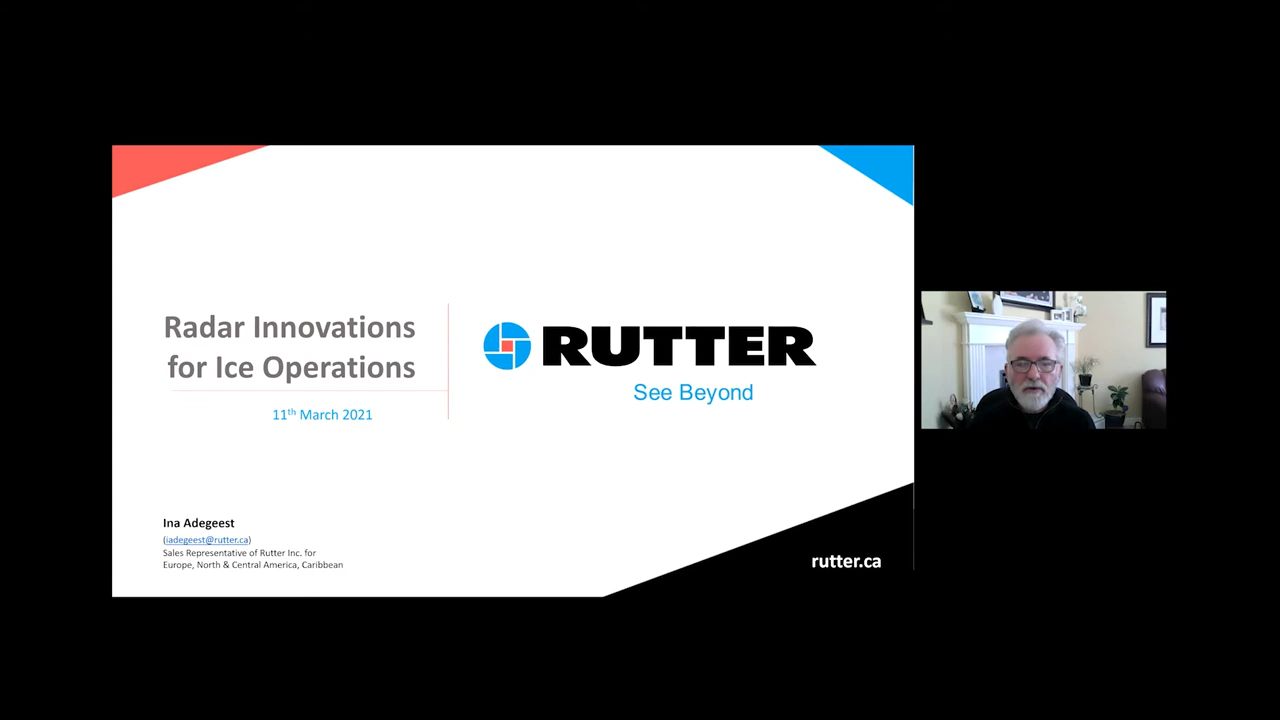 Radar Innovations
for Ice Operations
11th March 2021
RUTTER
See Beyond
Ina Adegeest
(iadegeest@rutter.ca)
Sales Representative of Rutter Inc. for
Europe, North & Central America, Caribbean
rutter.ca